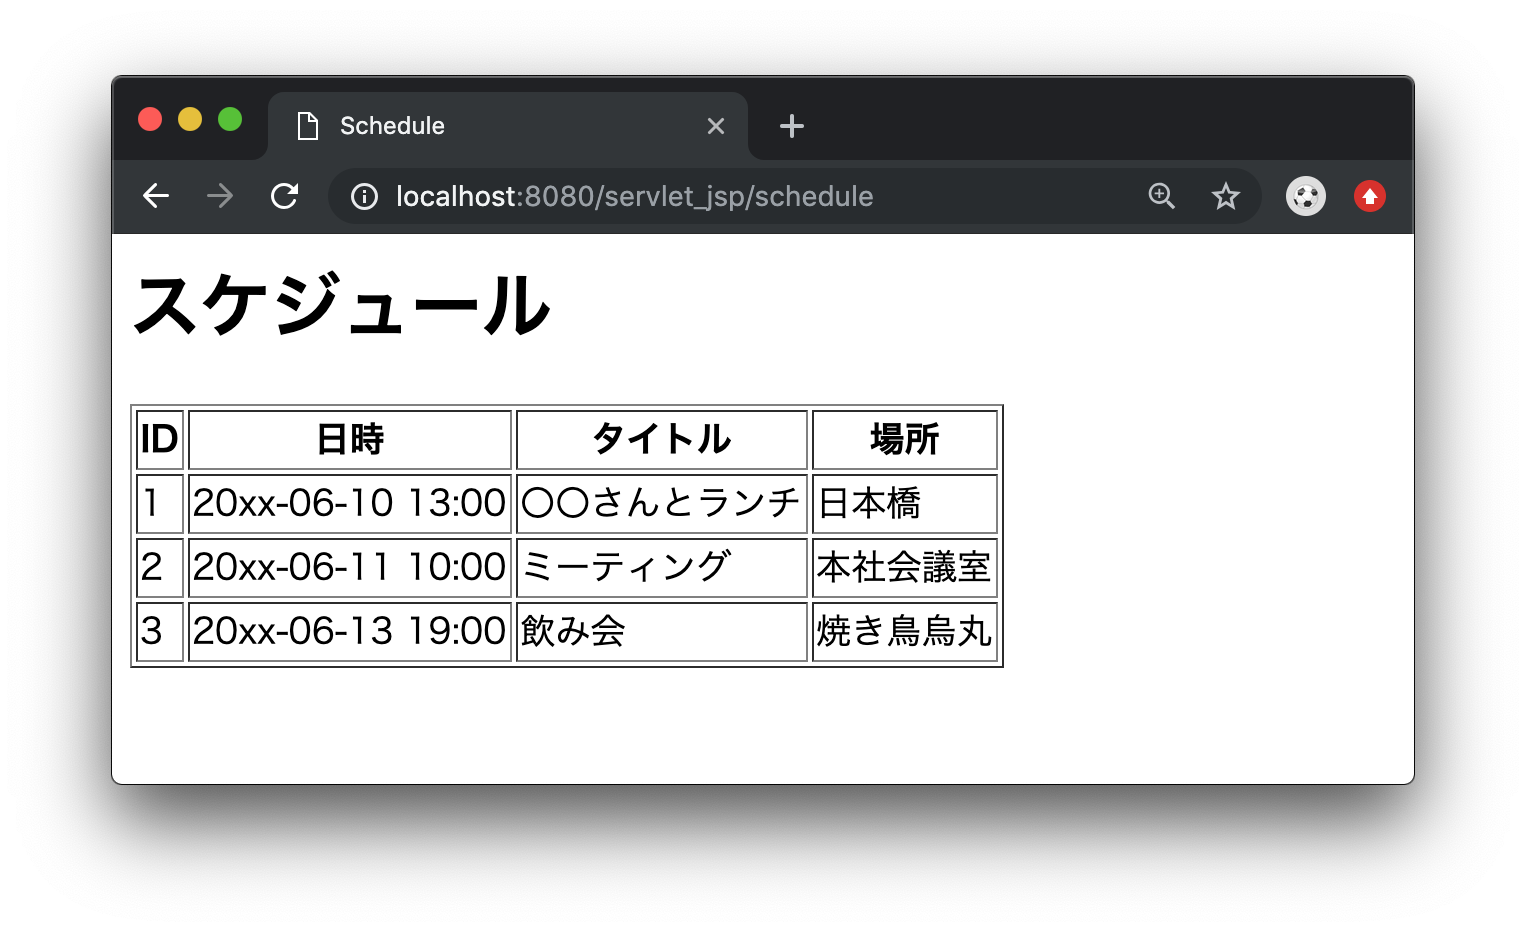 Schedule
localhost:8080/servlet_jsp/schedule
スケジュール
ID 日時 タイトル 場所
1 20xx-06-10 13:00 〇〇さんとランチ 日本橋
2 20xx-06-11 10:00 ミーティング 本社会議室
3 20xx-06-13 19:00 飲み会 焼き鳥烏丸